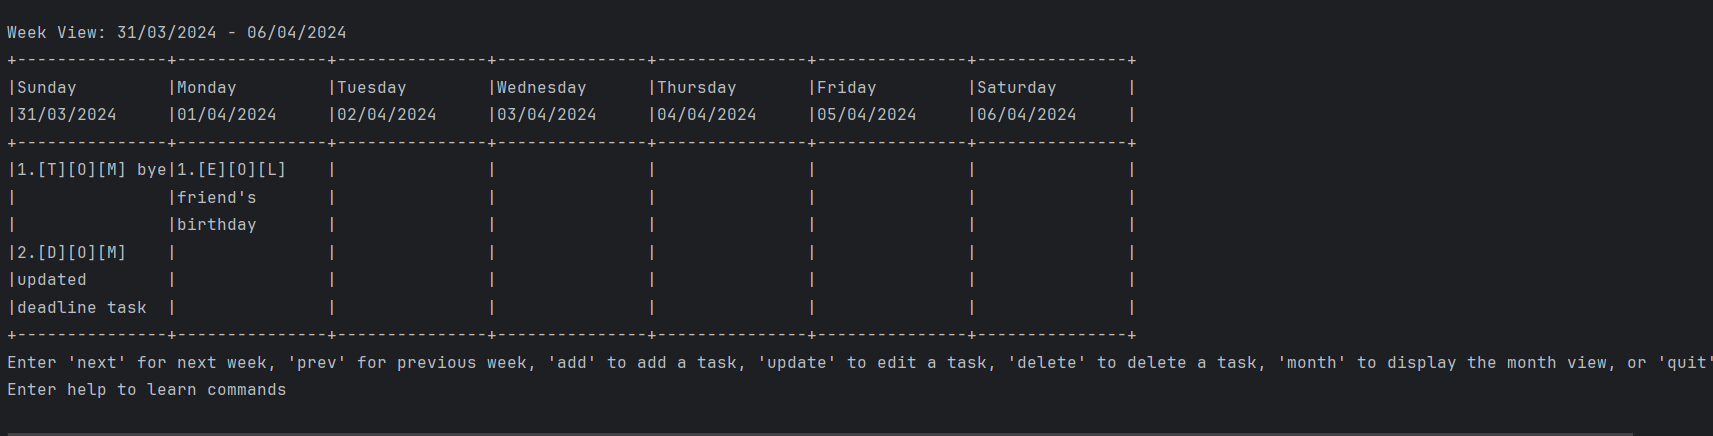 Week View: 31/03/2024 - 06/04/2024
+---------------+---------------+---------------+---------------+---------------+---------------+---------------+
|Sunday         |Monday         |Tuesday        |Wednesday      |Thursday       |Friday         |Saturday       |
|31/03/2024     |01/04/2024     |02/04/2024     |03/04/2024     |04/04/2024     |05/04/2024     |06/04/2024     |
+---------------+---------------+---------------+---------------+---------------+---------------+---------------+
|1.[T][O][M] bye|1.[E][O][L]    |               |               |               |               |               |
|               |friend's       |               |               |               |               |               |
|               |birthday       |               |               |               |               |               |
|2.[D][O][M]    |               |               |               |               |               |               |
|updated        |               |               |               |               |               |               |
|deadline task  |               |               |               |               |               |               |
+---------------+---------------+---------------+---------------+---------------+---------------+---------------+
Enter 'next' for next week, 'prev' for previous week, 'add' to add a task, 'update' to edit a task, 'delete' to delete a task, 'month' to display the month view, or 'quit'
Enter help to learn commands